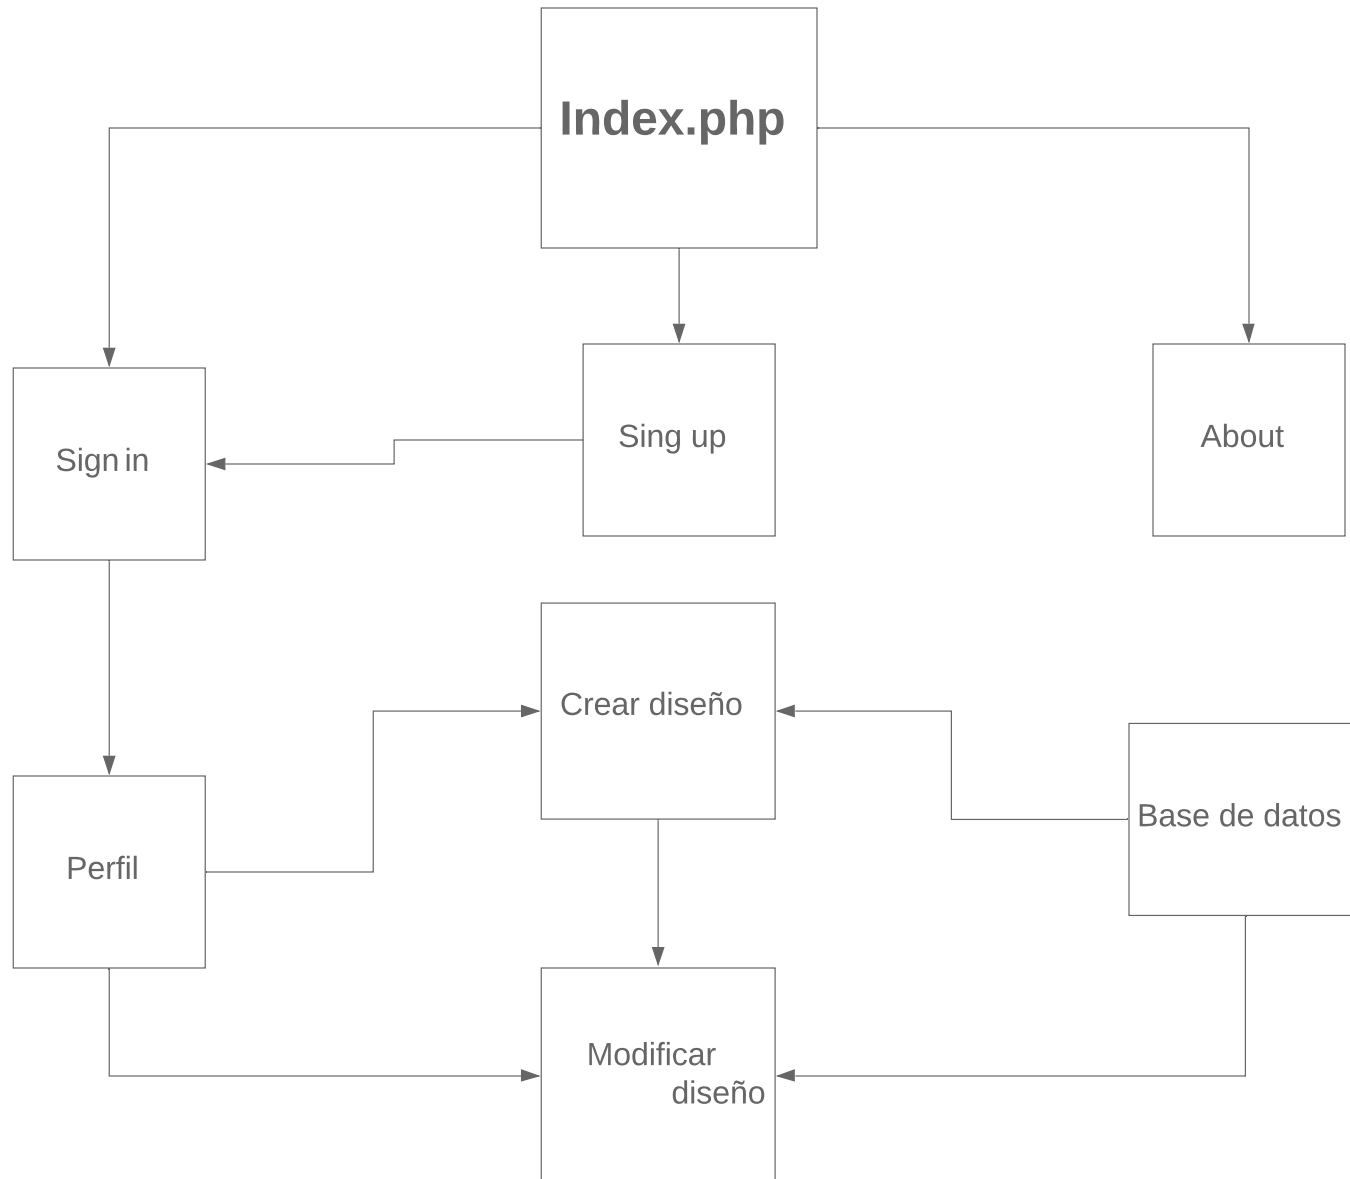 Index.php
Sign in
Sing up
About
Crear diseño
Base de datos
Perfil
Modificar
diseño